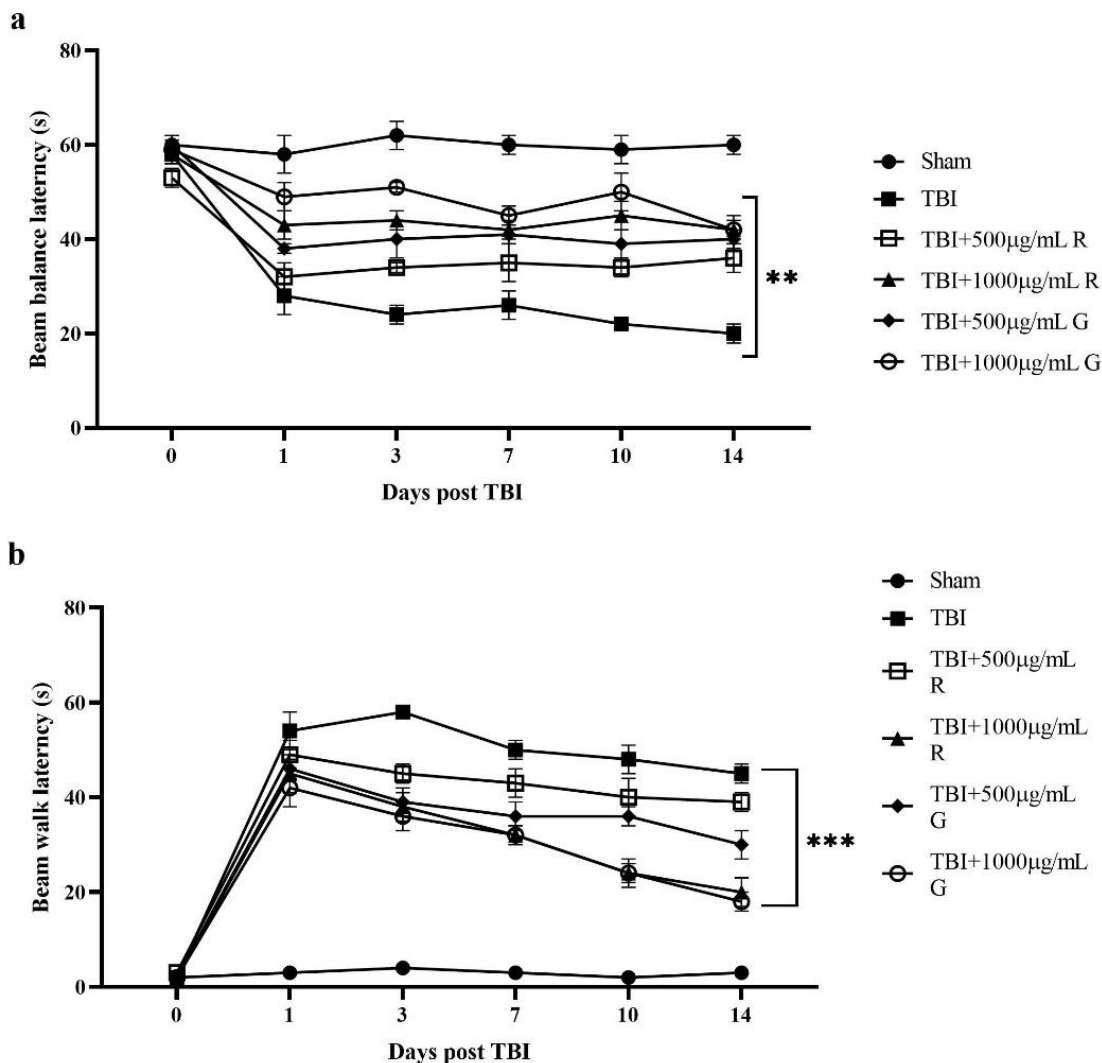 a
Beam balance laterncy (s)
80
60
40
20
0
0 1 3 7 10 14
Days post TBI
**
Sham
TBI
TBI+500μg/mL R
TBI+1000μg/mL R
TBI+500μg/mL G
TBI+1000μg/mL G
b
Beam walk laterncy (s)
80
60
40
20
0
0 1 3 7 10 14
Days post TBI
***
Sham
TBI
TBI+500μg/mL
R
TBI+1000μg/mL
R
TBI+500μg/mL
G
TBI+1000μg/mL
G